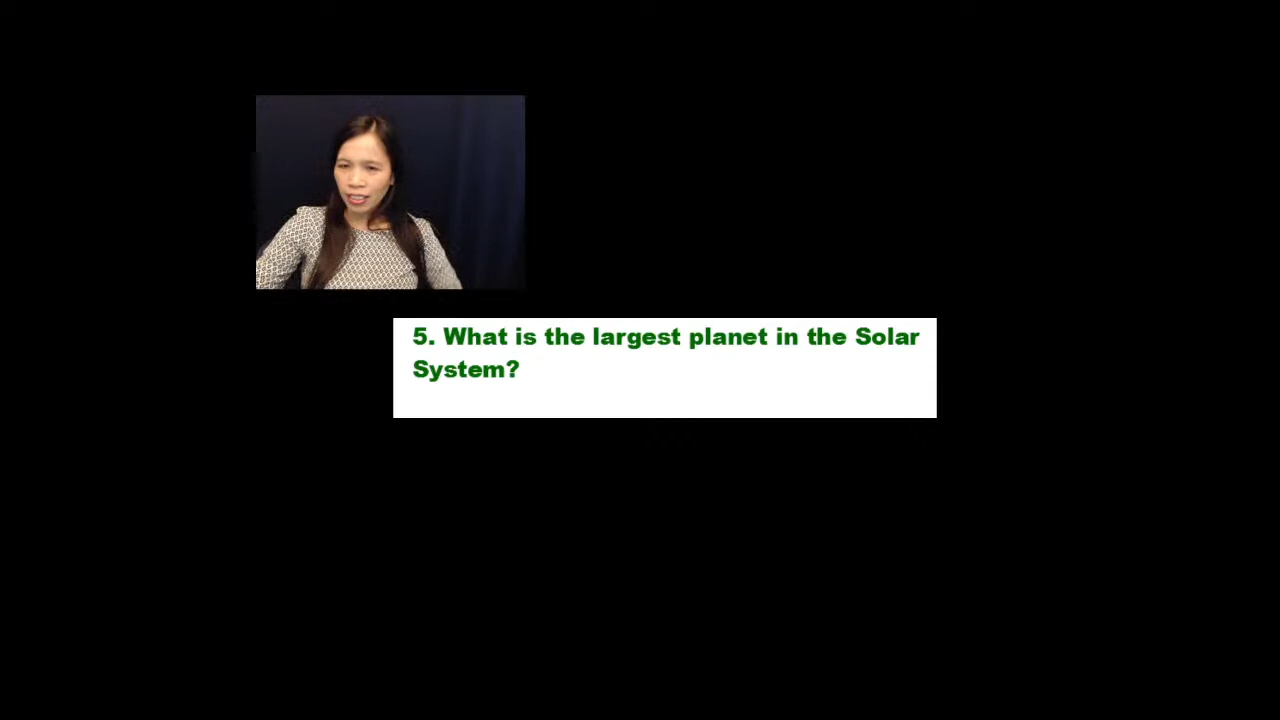 5. What is the largest planet in the Solar
System?